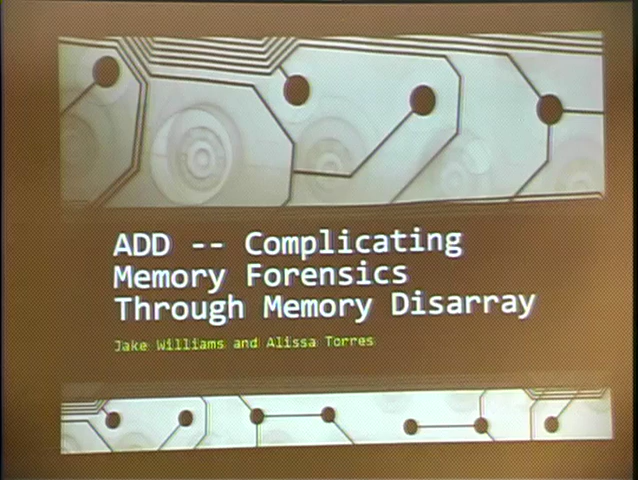 ADD -- Complicating
Memory Forensics
Through Memory Disarray
Jake Williams and Alissa Torres